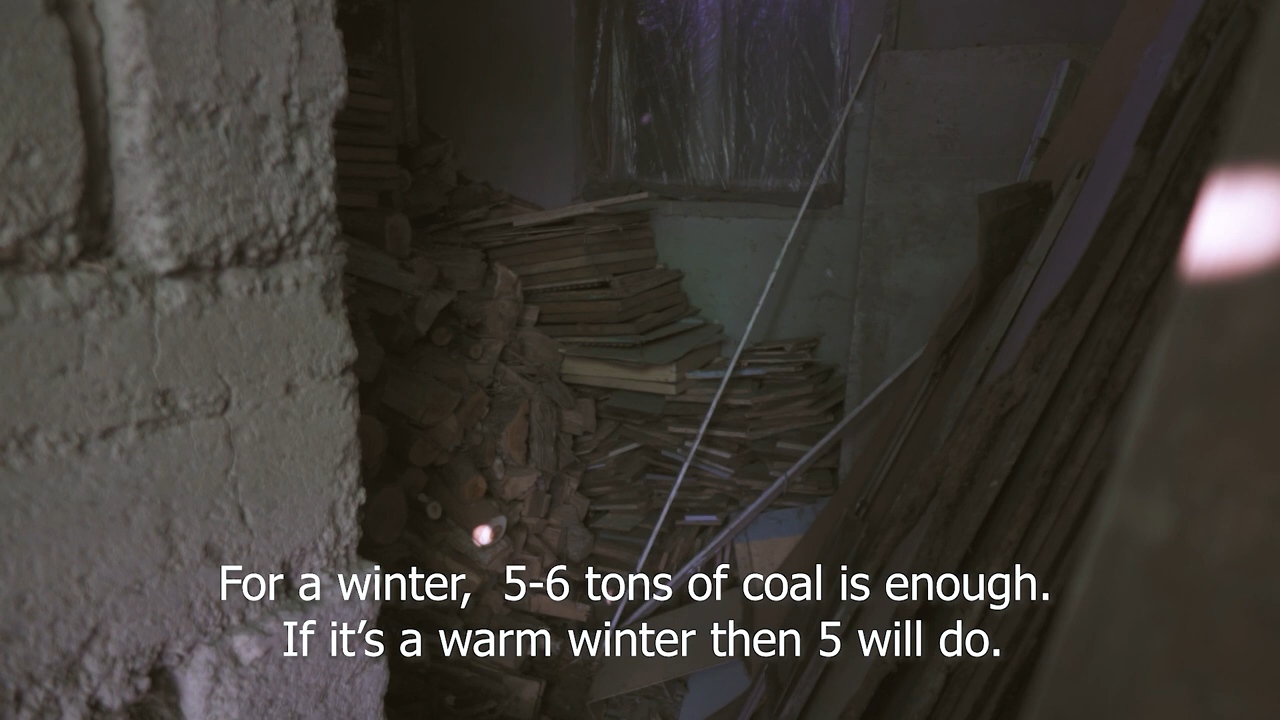 For a winter,  5-6 tons of coal is enough.
If it’s a warm winter then 5 will do.